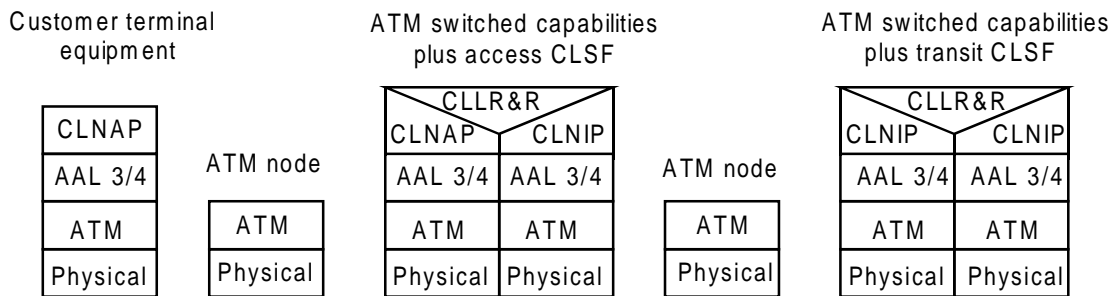 Customer terminal
equipment
ATM switched capabilities
plus access CLSF
ATM switched capabilities
plus transit CLSF
CLNAP
AAL 3/4
ATM
Physical
ATM node
ATM
Physical
CLLR&R
CLNAP CLNIP
AAL 3/4 AAL 3/4
ATM ATM
Physical Physical
ATM node
ATM
Physical
CLLR&R
CLNIP CLNIP
AAL 3/4 AAL 3/4
ATM ATM
Physical Physical